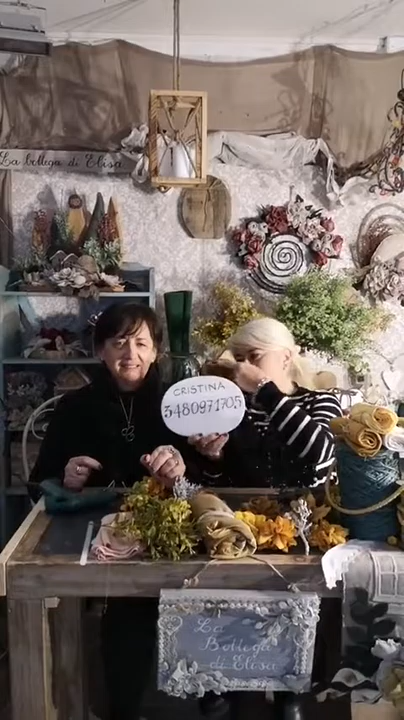 La bottega di Elisa
CRISTINA
3480971705
La
Bottega
di Elisa